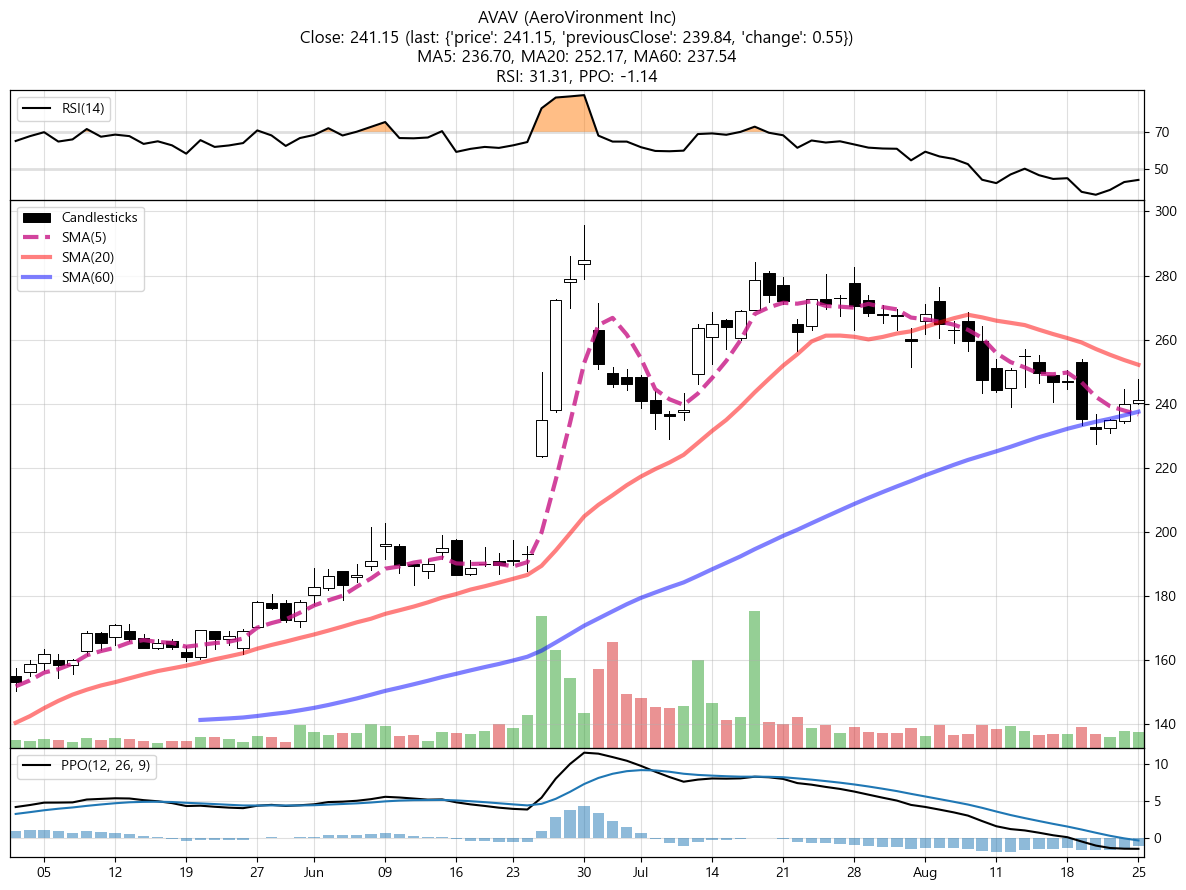 AVAV (AeroVironment Inc)
Close: 241.15 (last: {'price': 241.15, 'previousClose': 239.84, 'change': 0.55})
MA5: 236.70, MA20: 252.17, MA60: 237.54
RSI: 31.31, PPO: -1.14
RSI(14)
70
50
Candlesticks
SMA(5)
SMA(20)
SMA(60)
300
280
260
240
220
200
180
160
140
PPO(12, 26, 9)
10
5
0
05 12 19 27 Jun 09 16 23 30 Jul 14 21 28 Aug 11 18 25